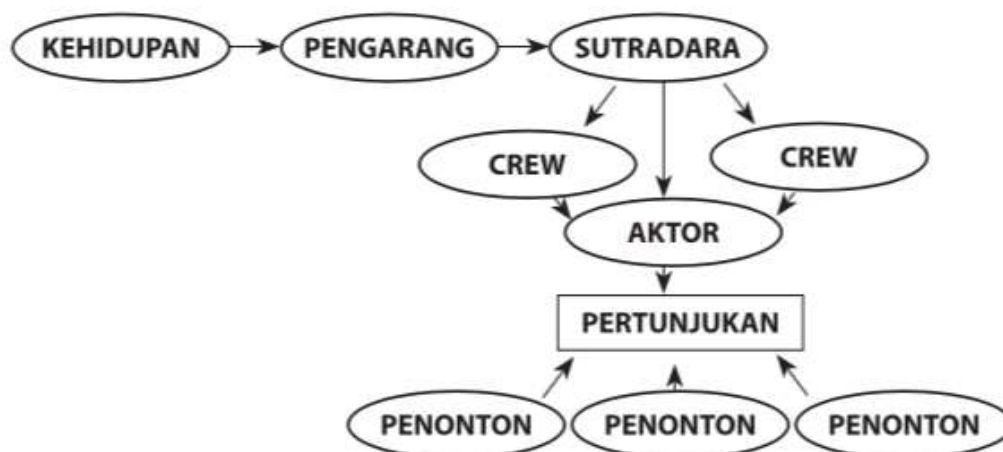 KEHIDUPAN
PENGARANG
SUTRADARA
CREW
CREW
AKTOR
PERTUNJUKAN
PENONTON
PENONTON
PENONTON